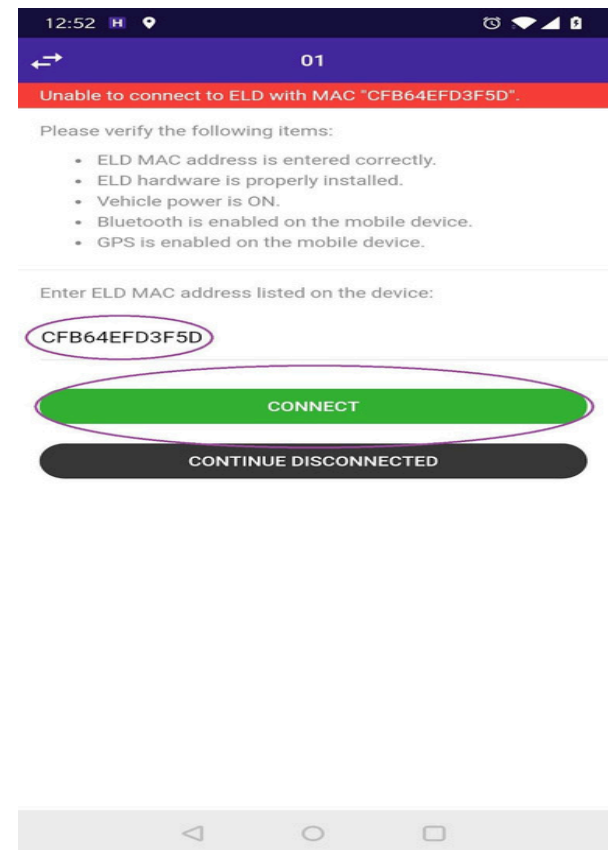 12:52 H
01
Unable to connect to ELD with MAC "CFB64EFD3F5D".
Please verify the following items:
• ELD MAC address is entered correctly.
• ELD hardware is properly installed.
• Vehicle power is ON.
• Bluetooth is enabled on the mobile device.
• GPS is enabled on the mobile device.
Enter ELD MAC address listed on the device:
CFB64EFD3F5D
CONNECT
CONTINUE DISCONNECTED